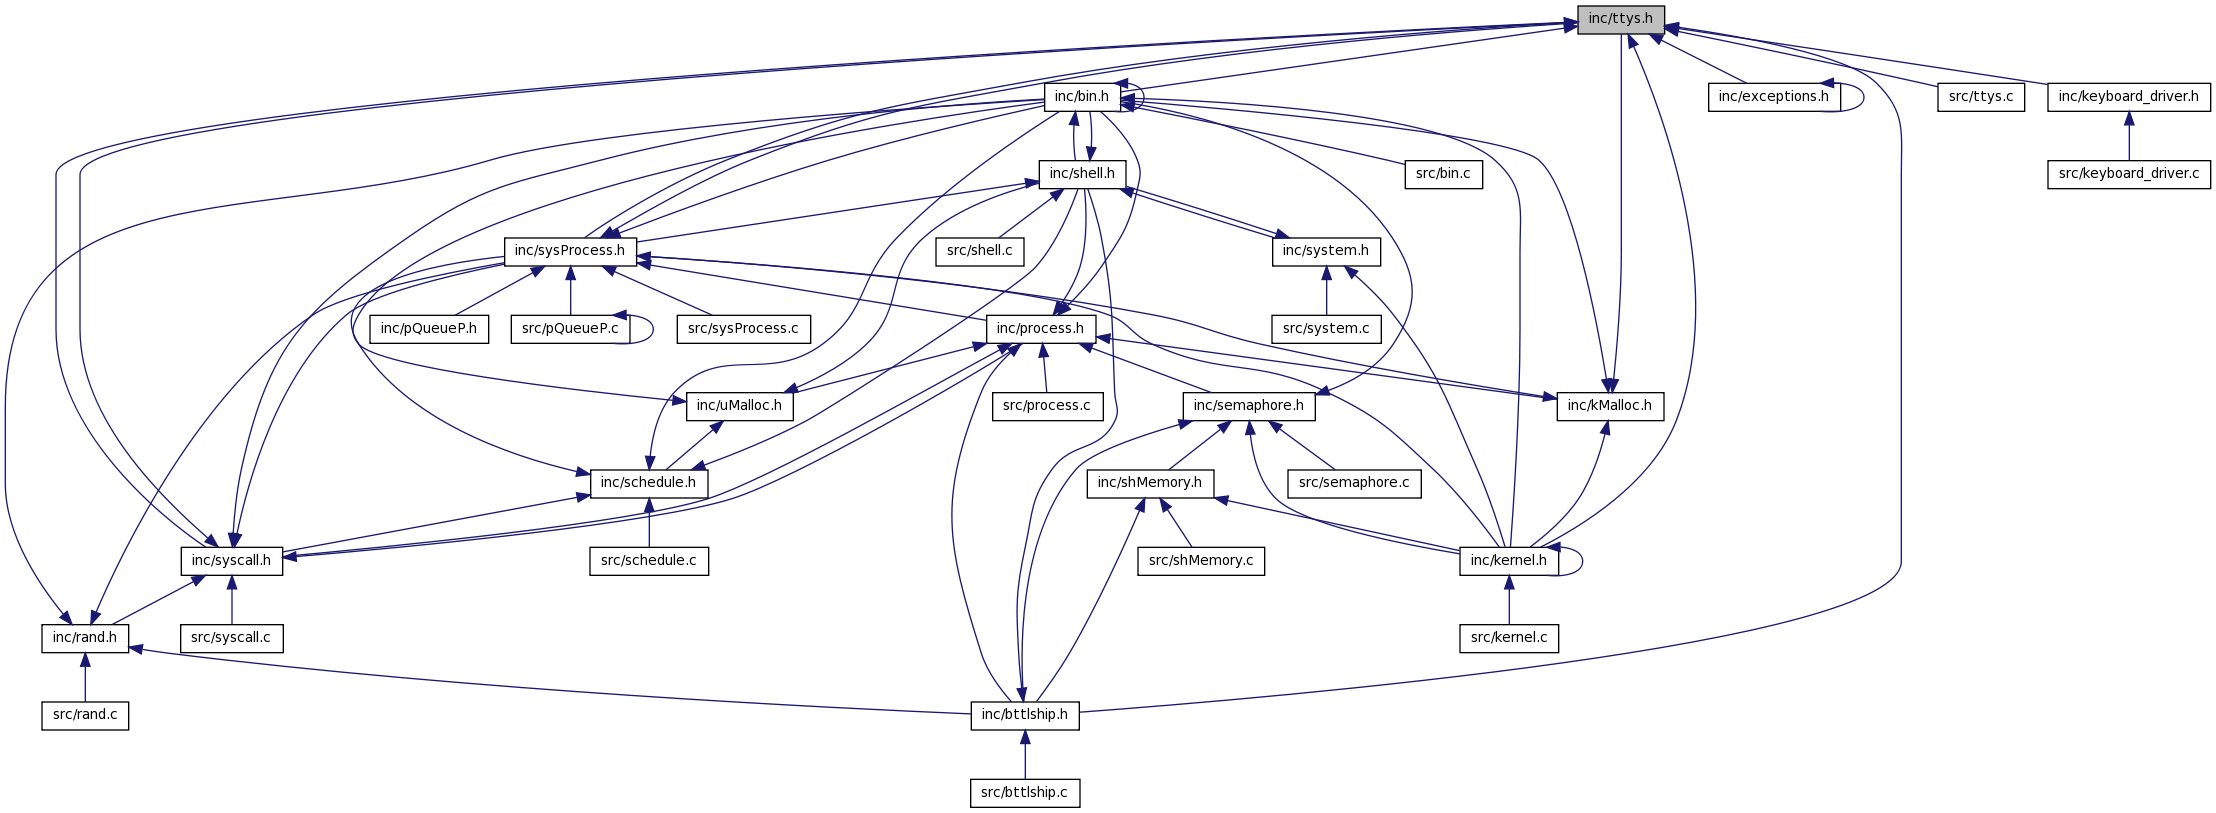 inc/ttys.h
inc/bin.h
inc/exceptions.h
src/ttys.c
inc/keyboard_driver.h
inc/shell.h
src/bin.c
src/keyboard_driver.c
inc/sysProcess.h
src/shell.c
inc/system.h
inc/pQueueP.h
src/pQueueP.c
src/sysProcess.c
inc/process.h
src/system.c
inc/uMalloc.h
src/process.c
inc/semaphore.h
inc/kMalloc.h
inc/schedule.h
inc/shMemory.h
src/semaphore.c
inc/syscall.h
src/schedule.c
src/shMemory.c
inc/kernel.h
inc/rand.h
src/syscall.c
src/kernel.c
src/rand.c
inc/bttlship.h
src/bttlship.c